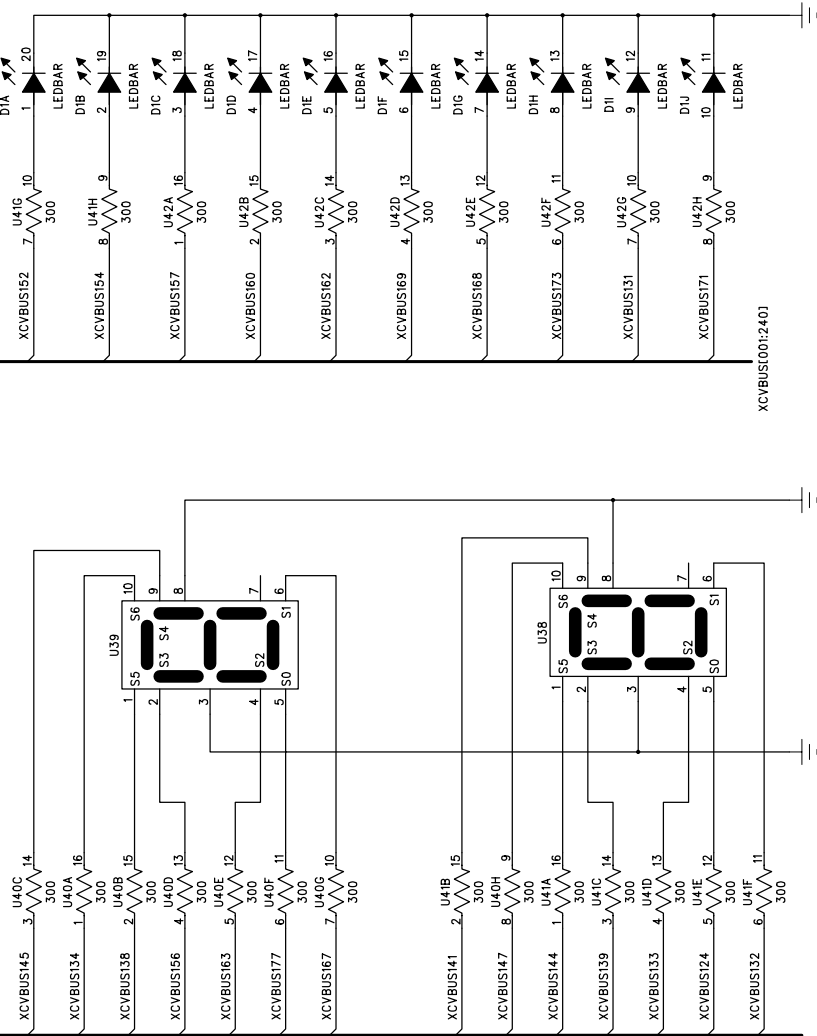 20 19 18 17 16 15 14 13 12 11
D1A LEDBAR D1B LEDBAR D1C LEDBAR D1D LEDBAR D1E LEDBAR D1F LEDBAR D1G LEDBAR D1H LEDBAR D1I LEDBAR D1J LEDBAR
1 2 3 4 5 6 7 8 9 10
10 9 16 15 14 13 12 11 10 9
U41G 300 U41H 300 U42A 300 U42B 300 U42C 300 U42D 300 U42E 300 U42F 300 U42G 300 U42H 300
7 8 1 2 3 4 5 6 7 8
XCVBUS152 XCVBUS154 XCVBUS157 XCVBUS160 XCVBUS162 XCVBUS169 XCVBUS168 XCVBUS173 XCVBUS131 XCVBUS171
XCVBUS[001:240]
10 9 8 7 6
U39
S6 S4 S1
S5 S3 S2 S0
1 2 3 4 5
10 9 8 7 6
U38
S6 S4 S1
S5 S3 S2 S0
1 2 3 4 5
14 16 15 13 12 11 10
U40C 300 U40A 300 U40B 300 U40D 300 U40E 300 U40F 300 U40G 300
3 1 2 4 5 6 7
XCVBUS145 XCVBUS134 XCVBUS138 XCVBUS156 XCVBUS163 XCVBUS177 XCVBUS167
15 9 16 14 13 12 11
U41B 300 U40H 300 U41A 300 U41C 300 U41D 300 U41E 300 U41F 300
2 8 1 3 4 5 6
XCVBUS141 XCVBUS147 XCVBUS144 XCVBUS139 XCVBUS133 XCVBUS124 XCVBUS132